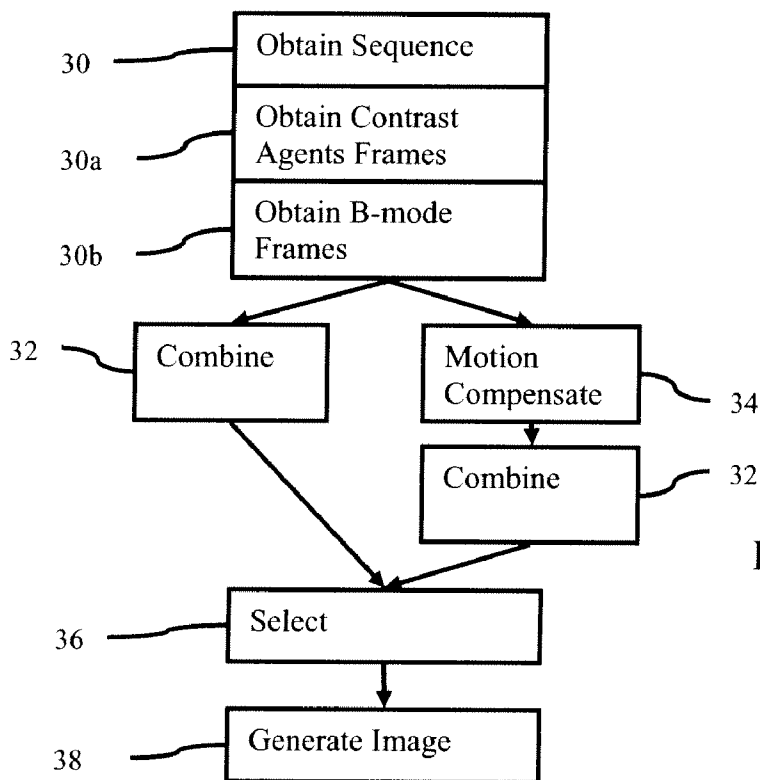 30
Obtain Sequence
30a
Obtain Contrast
Agents Frames
30b
Obtain B-mode
Frames
32
Combine
Motion
Compensate
34
Combine
32
36
Select
38
Generate Image